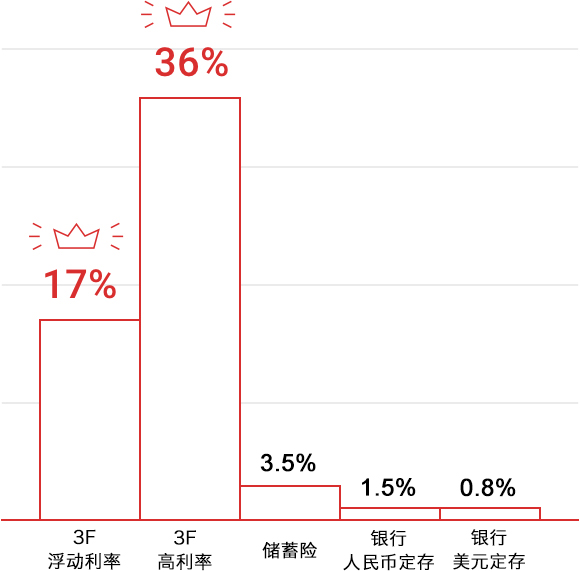 36%
17%
3.5%
1.5%
0.8%
3F
浮动利率
3F
高利率
储蓄险
银行
人民币定存
银行
美元定存